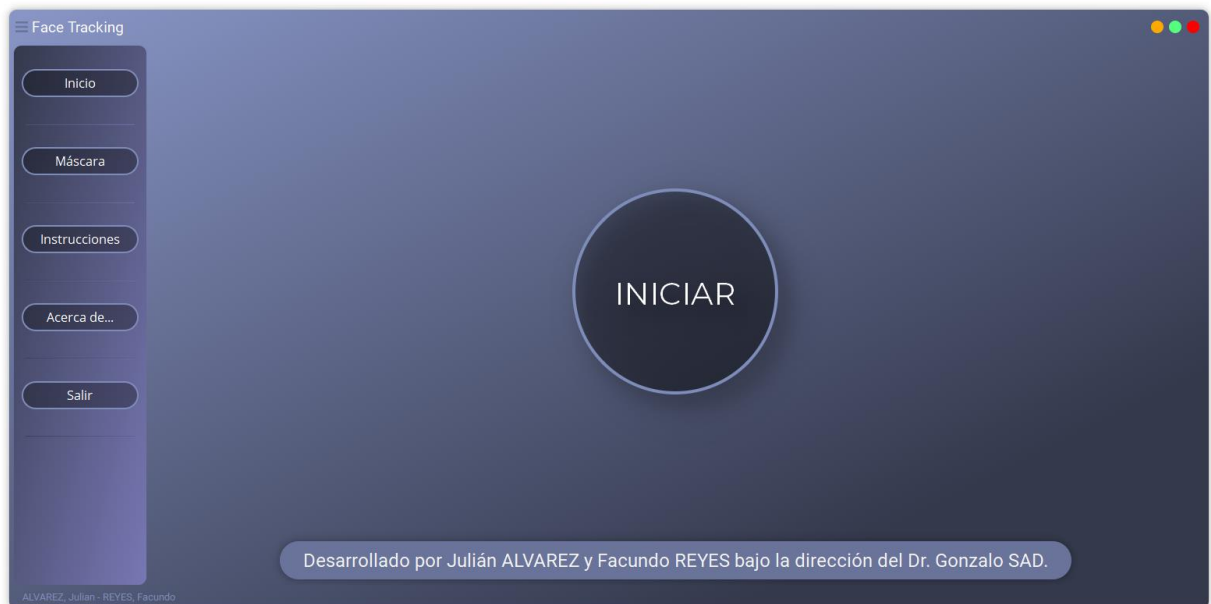 Face Tracking
Inicio
Máscara
Instrucciones
Acerca de...
Salir
INICIAR
Desarrollado por Julián ALVAREZ y Facundo REYES bajo la dirección del Dr. Gonzalo SAD.
ALVAREZ, Julian - REYES, Facundo